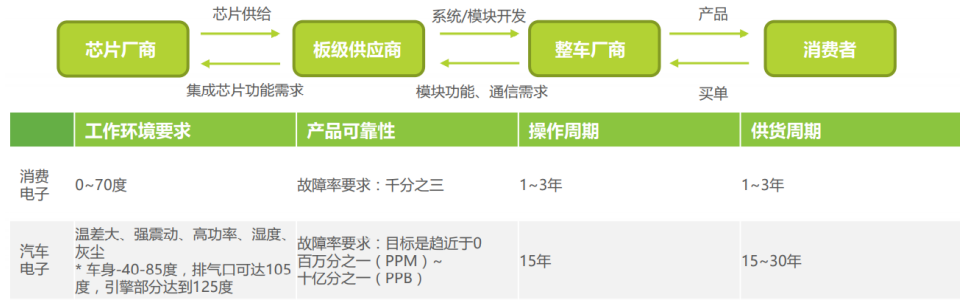 芯片供给
系统/模块开发
产品
芯片厂商
板级供应商
整车厂商
消费者
集成芯片功能需求
模块功能、通信需求
买单
工作环境要求
产品可靠性
操作周期
供货周期
消费
电子
0~70度
故障率要求：千分之三
1~3年
1~3年
汽车
电子
温差大、强震动、高功率、湿度、
灰尘
* 车身-40-85度，排气口可达105
度，引擎部分达到125度
故障率要求：目标是趋近于0
百万分之一（PPM）~
十亿分之一（PPB）
15年
15~30年